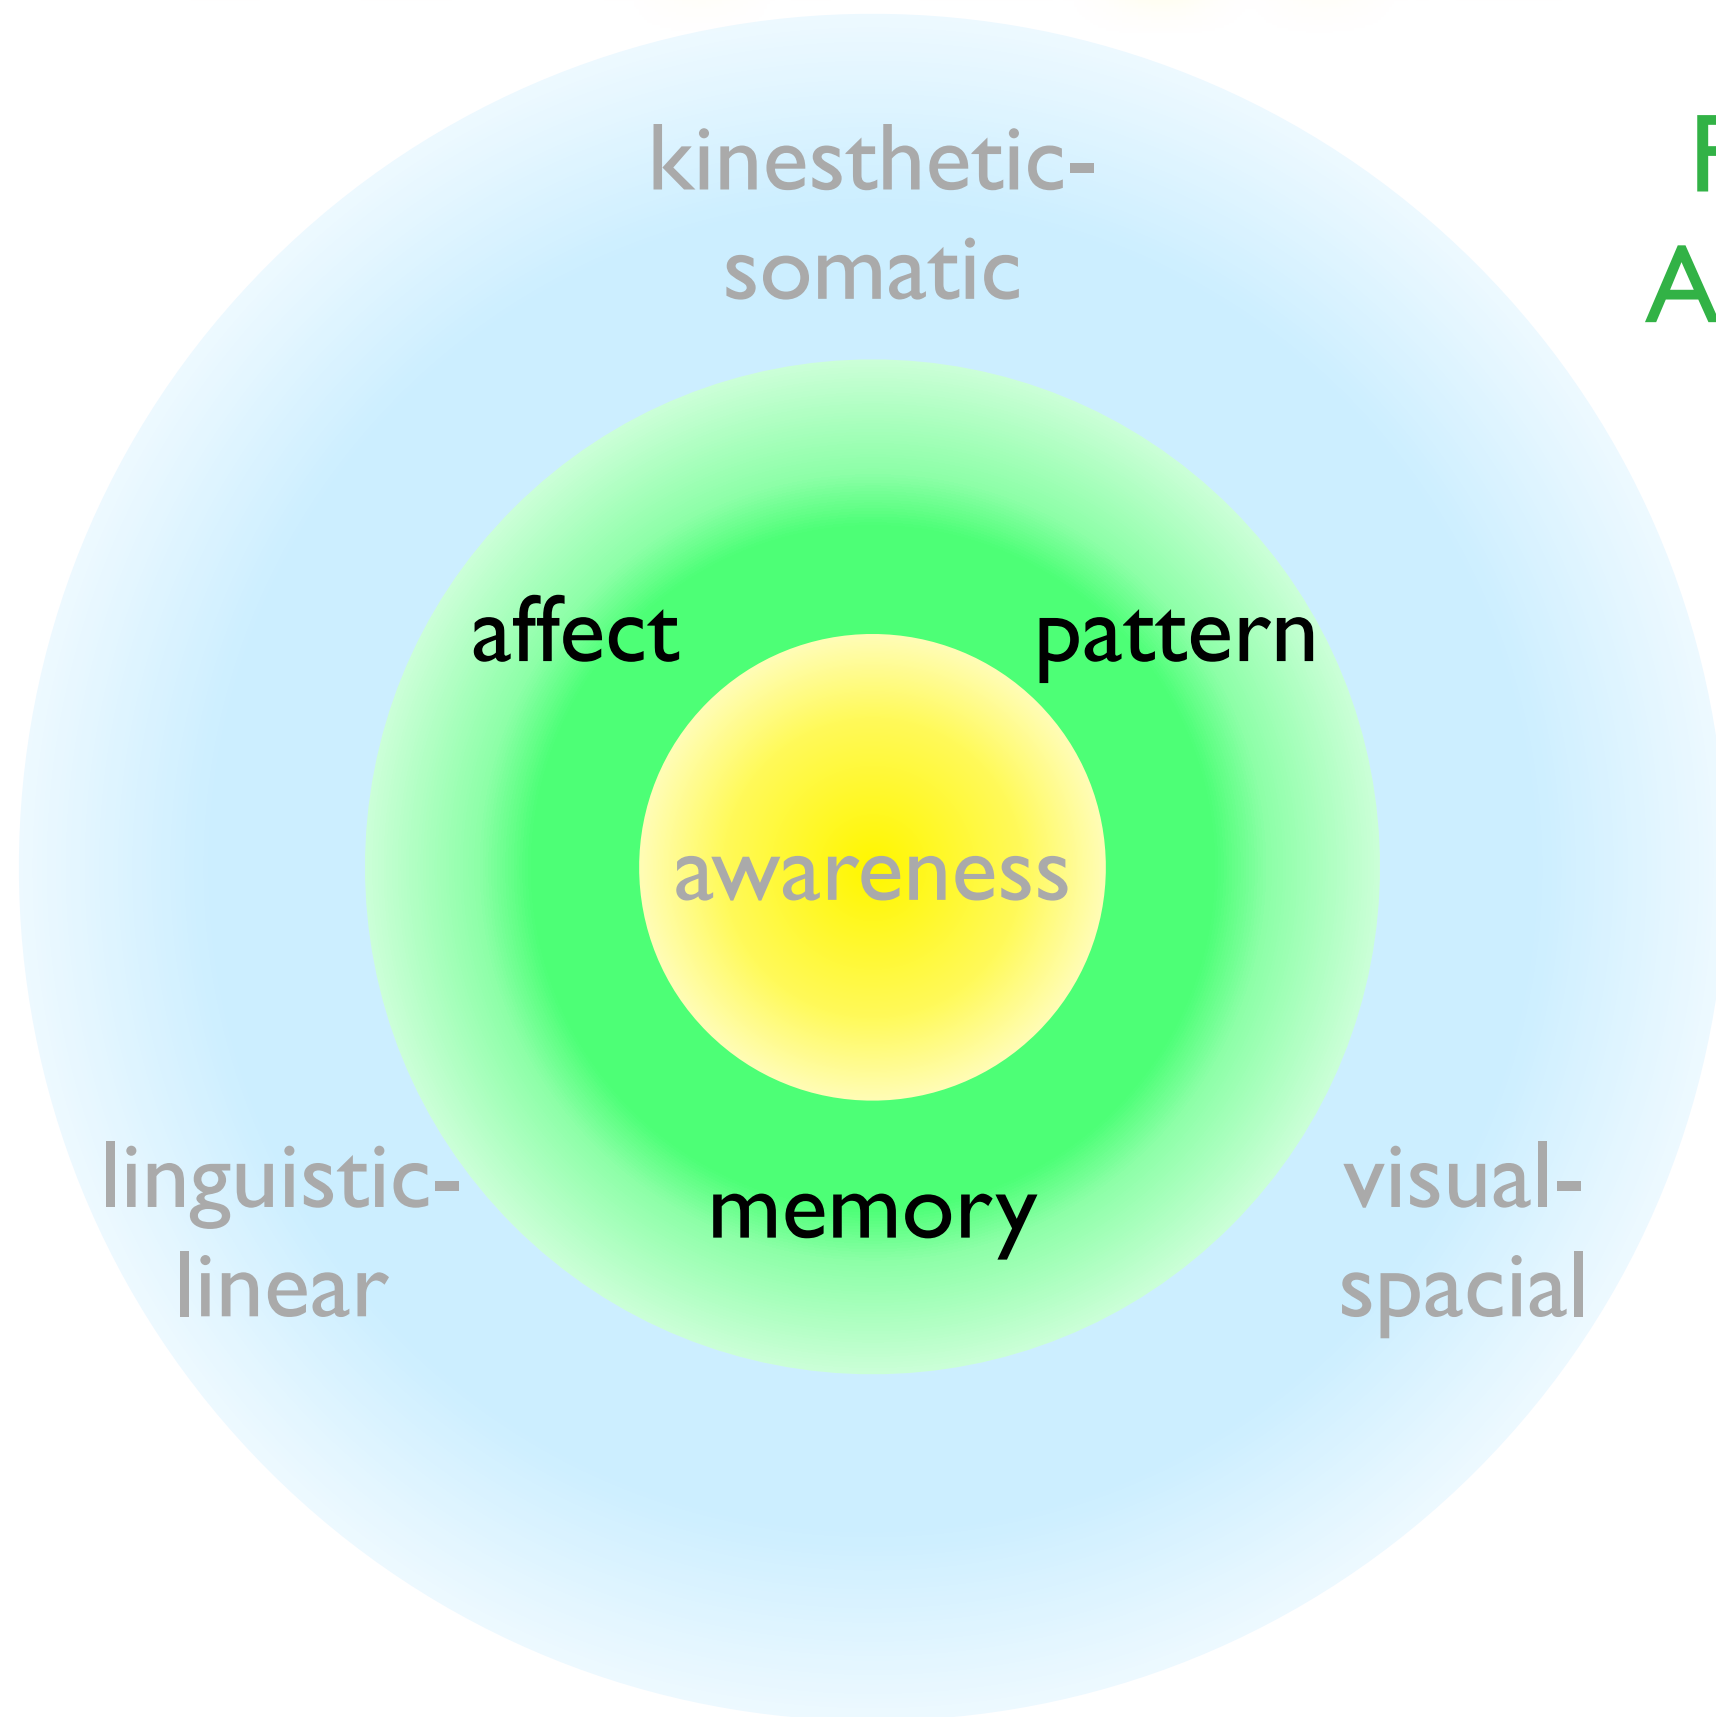 kinesthetic-
somatic
affect
pattern
awareness
memory
linguistic-
linear
visual-
spacial